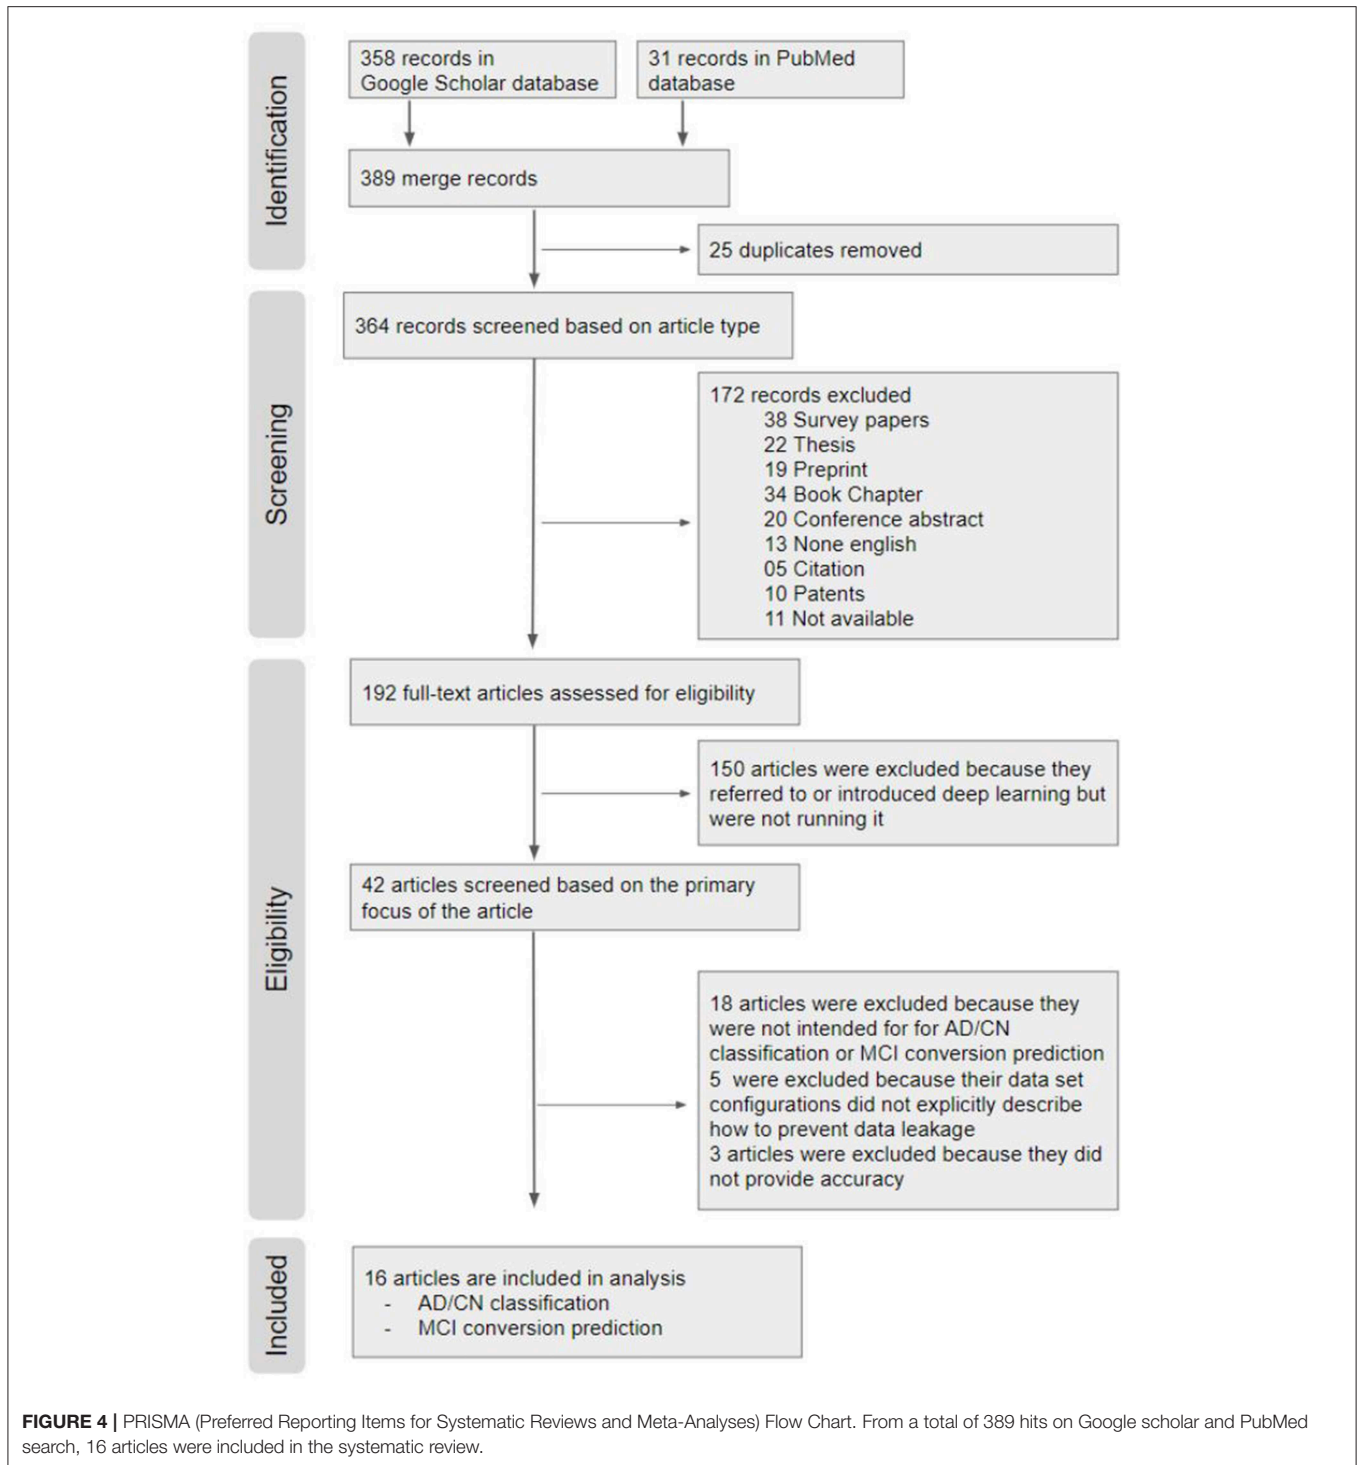 Identification
358 records in
Google Scholar database
31 records in PubMed
database
389 merge records
25 duplicates removed
Screening
364 records screened based on article type
172 records excluded
38 Survey papers
22 Thesis
19 Preprint
34 Book Chapter
20 Conference abstract
13 None english
05 Citation
10 Patents
11 Not available
Eligibility
192 full-text articles assessed for eligibility
150 articles were excluded because they
referred to or introduced deep learning but
were not running it
42 articles screened based on the primary
focus of the article
18 articles were excluded because they
were not intended for for AD/CN
classification or MCI conversion prediction
5 were excluded because their data set
configurations did not explicitly describe
how to prevent data leakage
3 articles were excluded because they did
not provide accuracy
Included
16 articles are included in analysis
- AD/CN classification
- MCI conversion prediction
FIGURE 4 | PRISMA (Preferred Reporting Items for Systematic Reviews and Meta-Analyses) Flow Chart. From a total of 389 hits on Google scholar and PubMed
search, 16 articles were included in the systematic review.